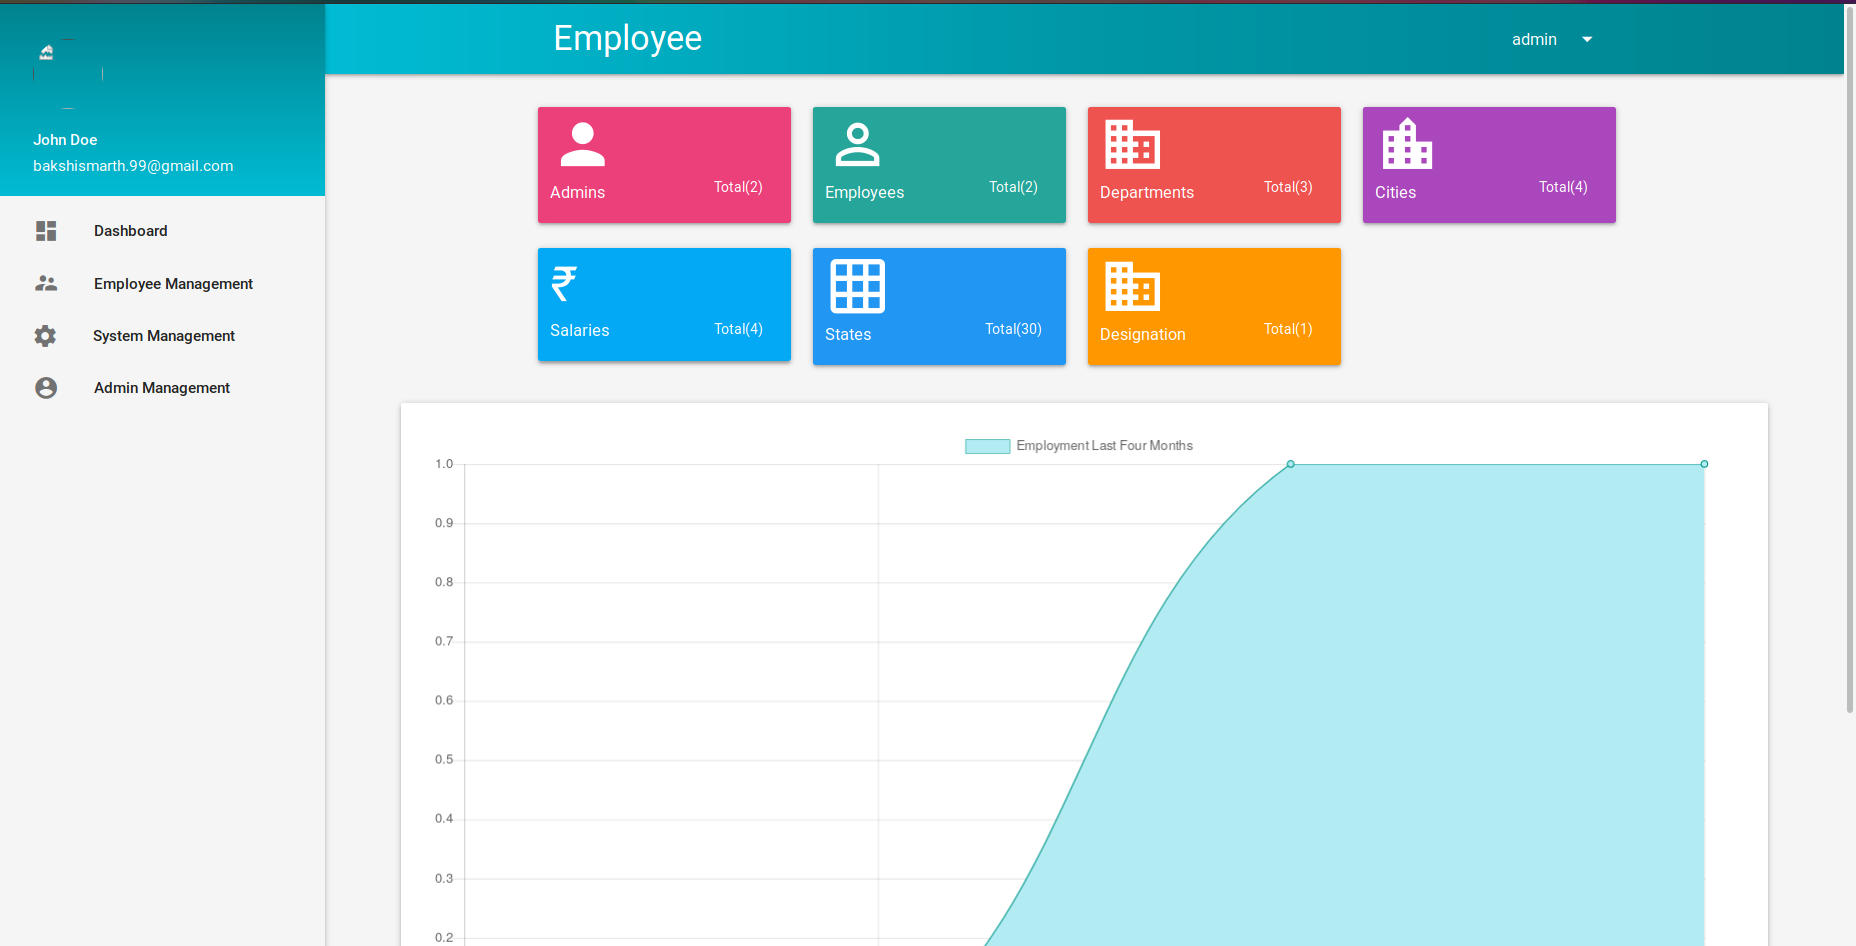 John Doe
bakshismarth.99@gmail.com
Dashboard
Employee Management
System Management
Admin Management
Employee
admin
Admins Total(2)
Employees Total(2)
Departments Total(3)
Cities Total(4)
₹
Salaries Total(4)
States Total(30)
Designation Total(1)
Employment Last Four Months
1.0
0.9
0.8
0.7
0.6
0.5
0.4
0.3
0.2